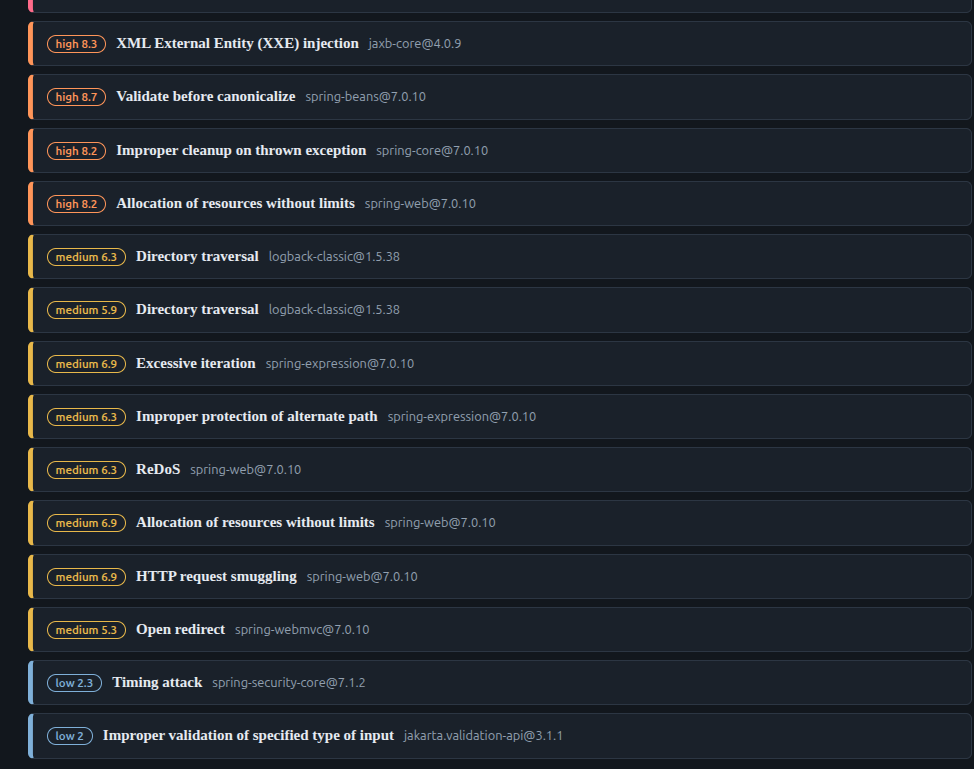 high 8.3 XML External Entity (XXE) injection jaxb-core@4.0.9
high 8.7 Validate before canonicalize spring-beans@7.0.10
high 8.2 Improper cleanup on thrown exception spring-core@7.0.10
high 8.2 Allocation of resources without limits spring-web@7.0.10
medium 6.3 Directory traversal logback-classic@1.5.38
medium 5.9 Directory traversal logback-classic@1.5.38
medium 6.9 Excessive iteration spring-expression@7.0.10
medium 6.3 Improper protection of alternate path spring-expression@7.0.10
medium 6.3 ReDoS spring-web@7.0.10
medium 6.9 Allocation of resources without limits spring-web@7.0.10
medium 6.9 HTTP request smuggling spring-web@7.0.10
medium 5.3 Open redirect spring-webmvc@7.0.10
low 2.3 Timing attack spring-security-core@7.1.2
low 2 Improper validation of specified type of input jakarta.validation-api@3.1.1